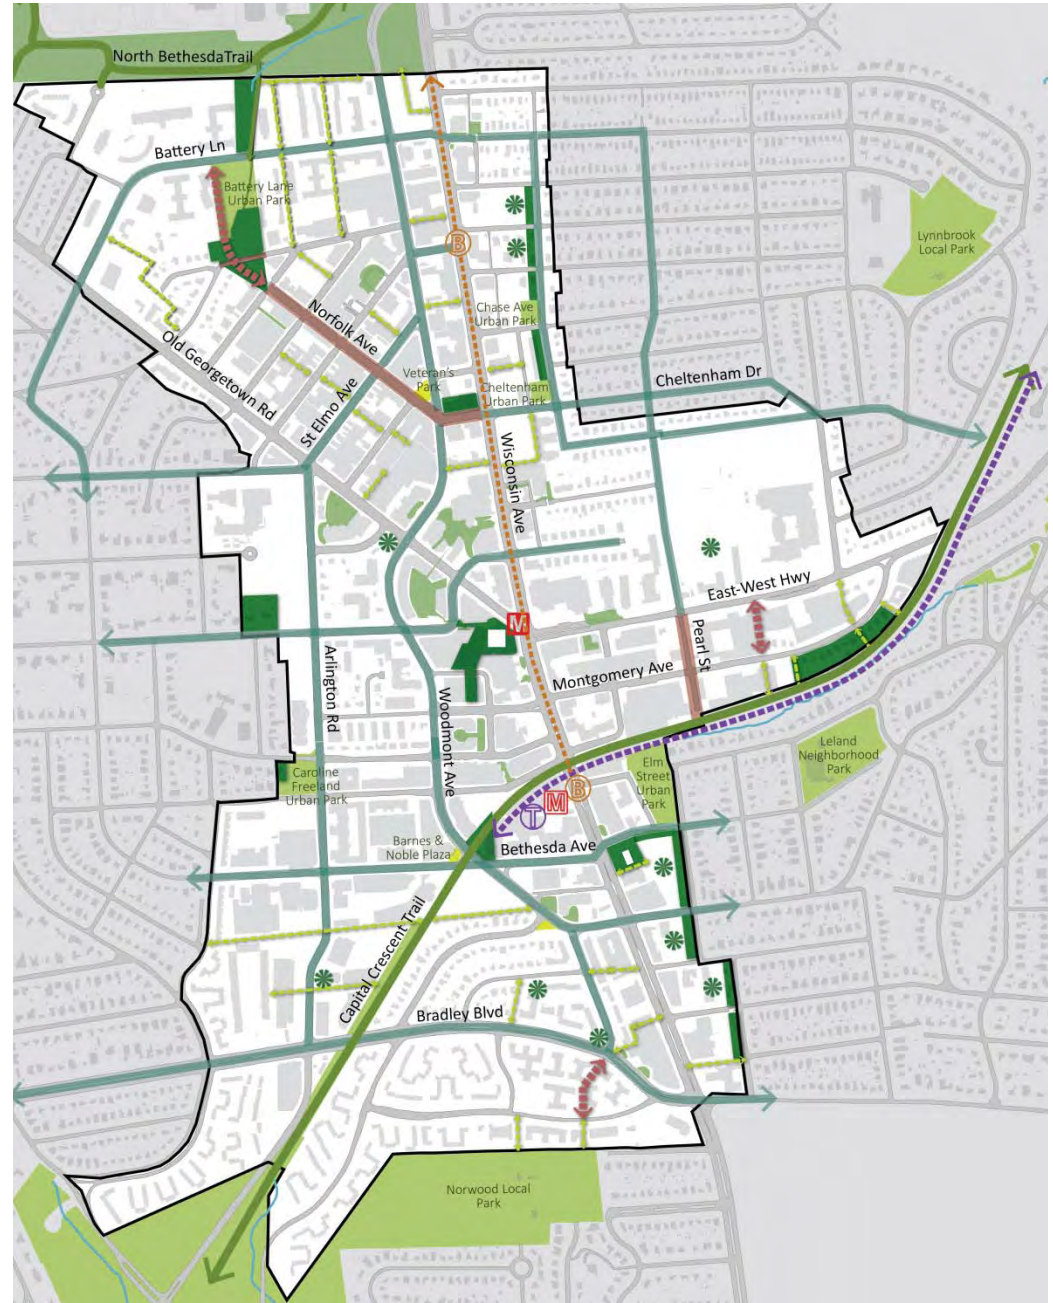 North BethesdaTrail
Battery Ln
Battery Lane
Urban Park
Lynnbrook
Local Park
B
Chase Ave
Urban Park
Norfolk Ave
Old Georgetown Rd
St Elmo Ave
Veteran's
Park
Cheltenham
Urban Park
Cheltenham Dr
Wisconsin Ave
East-West Hwy
M
Pearl St
Montgomery Ave
Arlington Rd
Woodmont Ave
Caroline
Freeland
Urban Park
Elm
Street
Urban
Park
Leland
Neighborhood
Park
B
M
T
Barnes &
Noble Plaza
Bethesda Ave
Capital Crescent Trail
Bradley Blvd
Norwood Local
Park